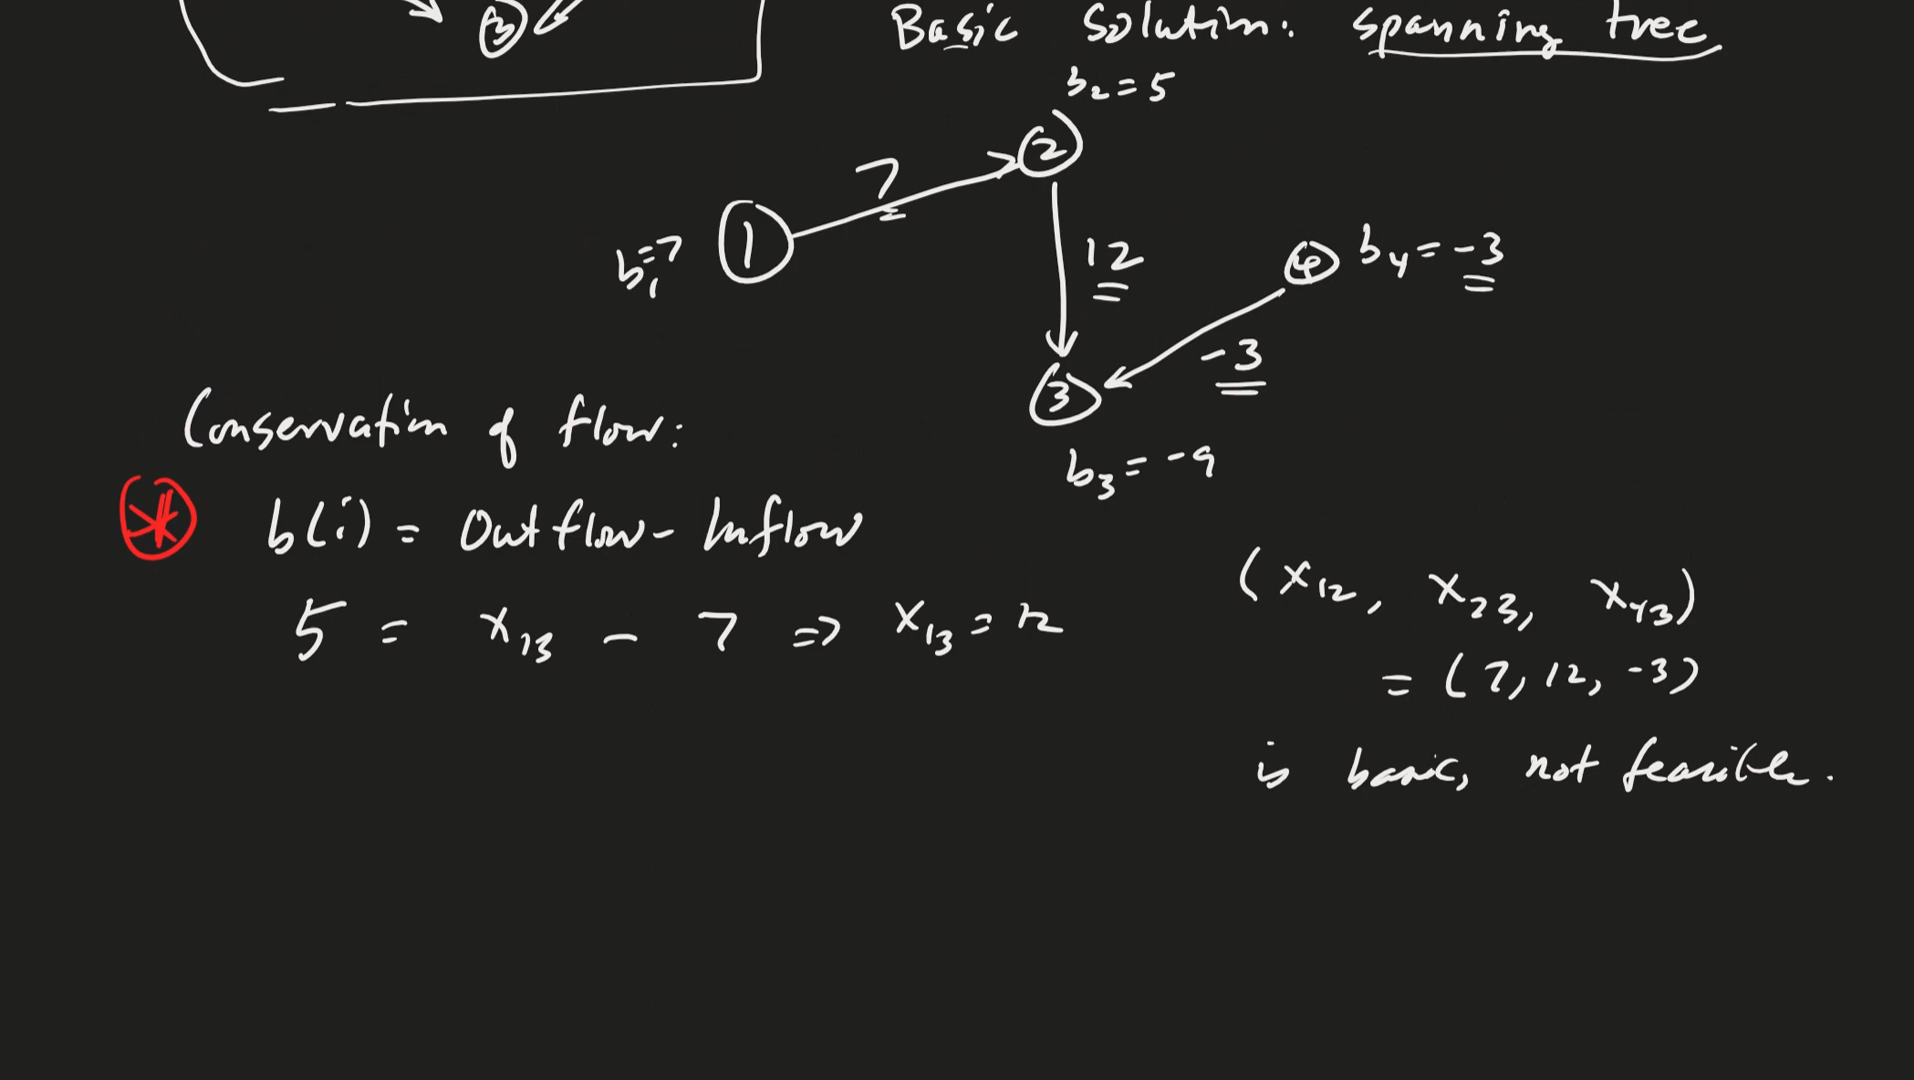 Basic Solution: spanning tree
3
b₂ = 5
2
7
1
b₁ = 7
12
4
b₄ = -3
-3
3
b₃ = -9
Conservation of flow:
* b(i) = Outflow - Inflow
5 = x₂₃ - 7 => x₁₃ = 12
(x₁₂, x₂₃, x₄₃)
= (7, 12, -3)
is basic, not feasible.